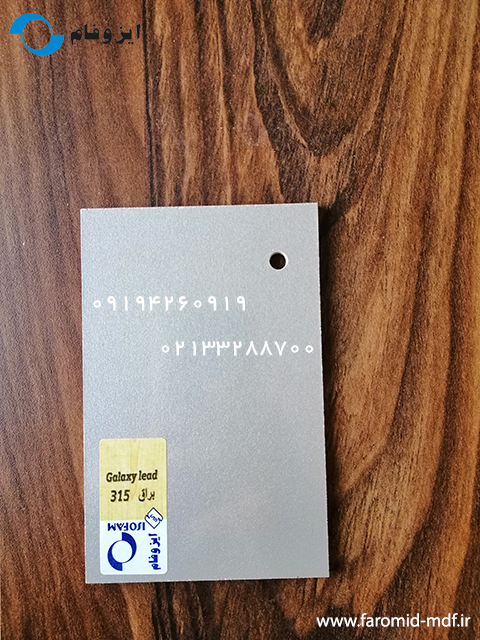 ایزوفام
۰۹۱۹۴۲۶۰۹۱۹
۰۲۱۳۳۲۸۸۷۰۰
Galaxy lead
315 براق
ISOFAM
ایزوفام
www.faromid-mdf.ir